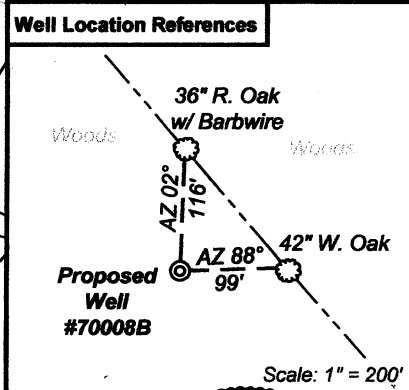 Well Location References
36" R. Oak
w/ Barbwire
Woods
Woods
AZ 02°
116'
42" W. Oak
AZ 88°
99'
Proposed
Well
#70008B
Scale: 1" = 200'